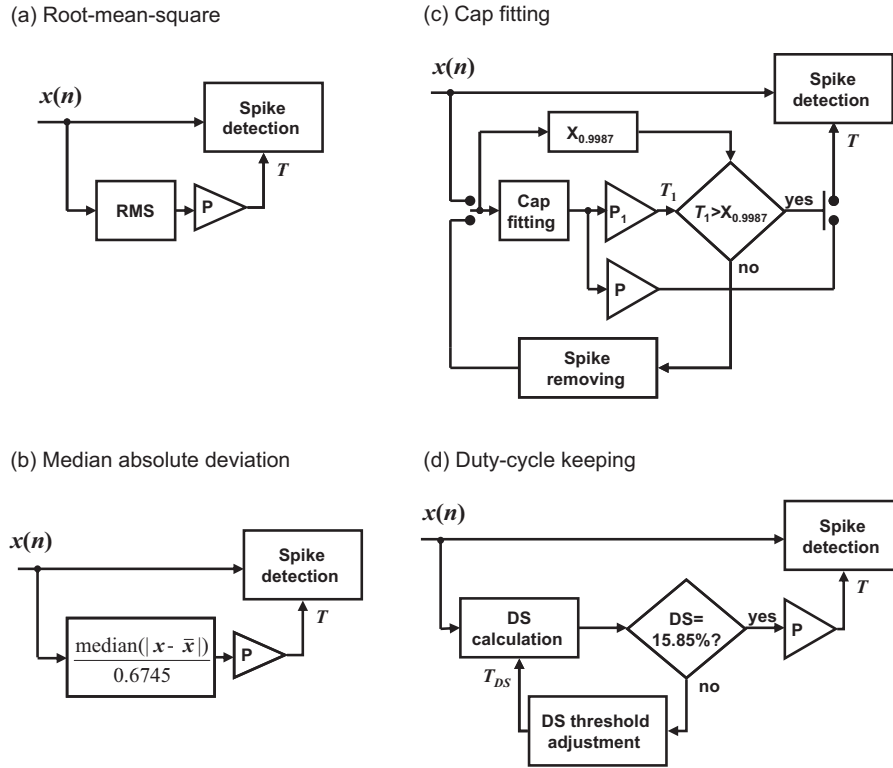 (a) Root-mean-square
x(n)
Spike
detection
T
RMS
P
(c) Cap fitting
x(n)
Spike
detection
X0.9987
T
Cap
fitting
P1
T1
T1>X0.9987
yes
no
P
Spike
removing
(b) Median absolute deviation
x(n)
Spike
detection
T
median(| x - x̄ |)
0.6745
P
(d) Duty-cycle keeping
x(n)
Spike
detection
T
DS
calculation
DS=
15.85%?
yes
P
TDS
no
DS threshold
adjustment